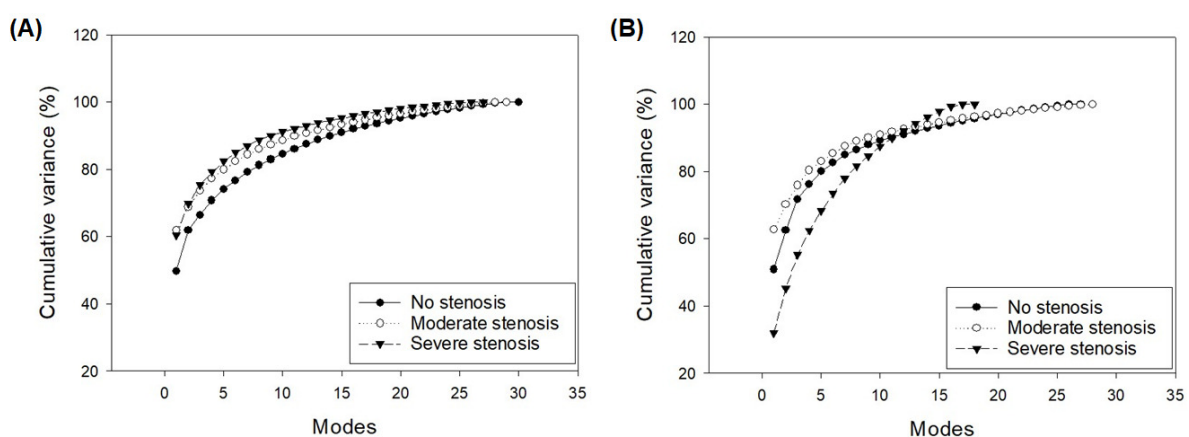 (A)
120
100
80
60
40
20
Cumulative variance (%)
0 5 10 15 20 25 30 35
Modes
No stenosis
Moderate stenosis
Severe stenosis
(B)
120
100
80
60
40
20
Cumulative variance (%)
0 5 10 15 20 25 30 35
Modes
No stenosis
Moderate stenosis
Severe stenosis